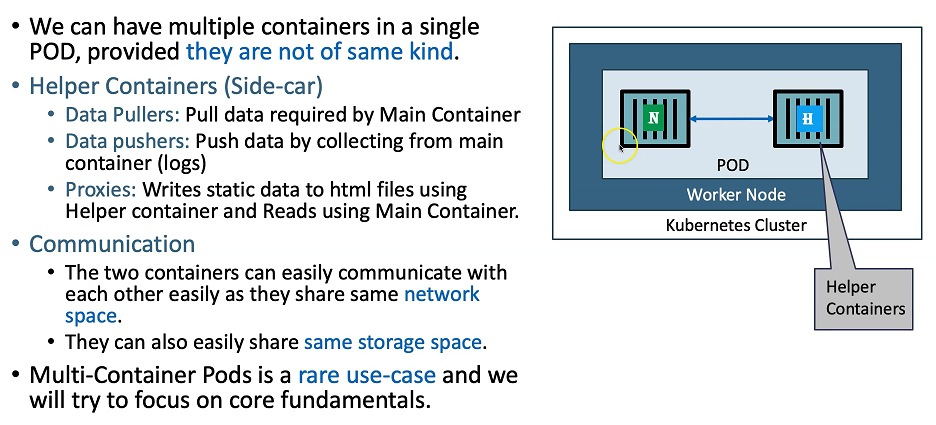 • We can have multiple containers in a single
POD, provided they are not of same kind.
• Helper Containers (Side-car)
• Data Pullers: Pull data required by Main Container
• Data pushers: Push data by collecting from main
container (logs)
• Proxies: Writes static data to html files using
Helper container and Reads using Main Container.
• Communication
• The two containers can easily communicate with
each other easily as they share same network
space.
• They can also easily share same storage space.
• Multi-Container Pods is a rare use-case and we
will try to focus on core fundamentals.
N
H
POD
Worker Node
Kubernetes Cluster
Helper
Containers